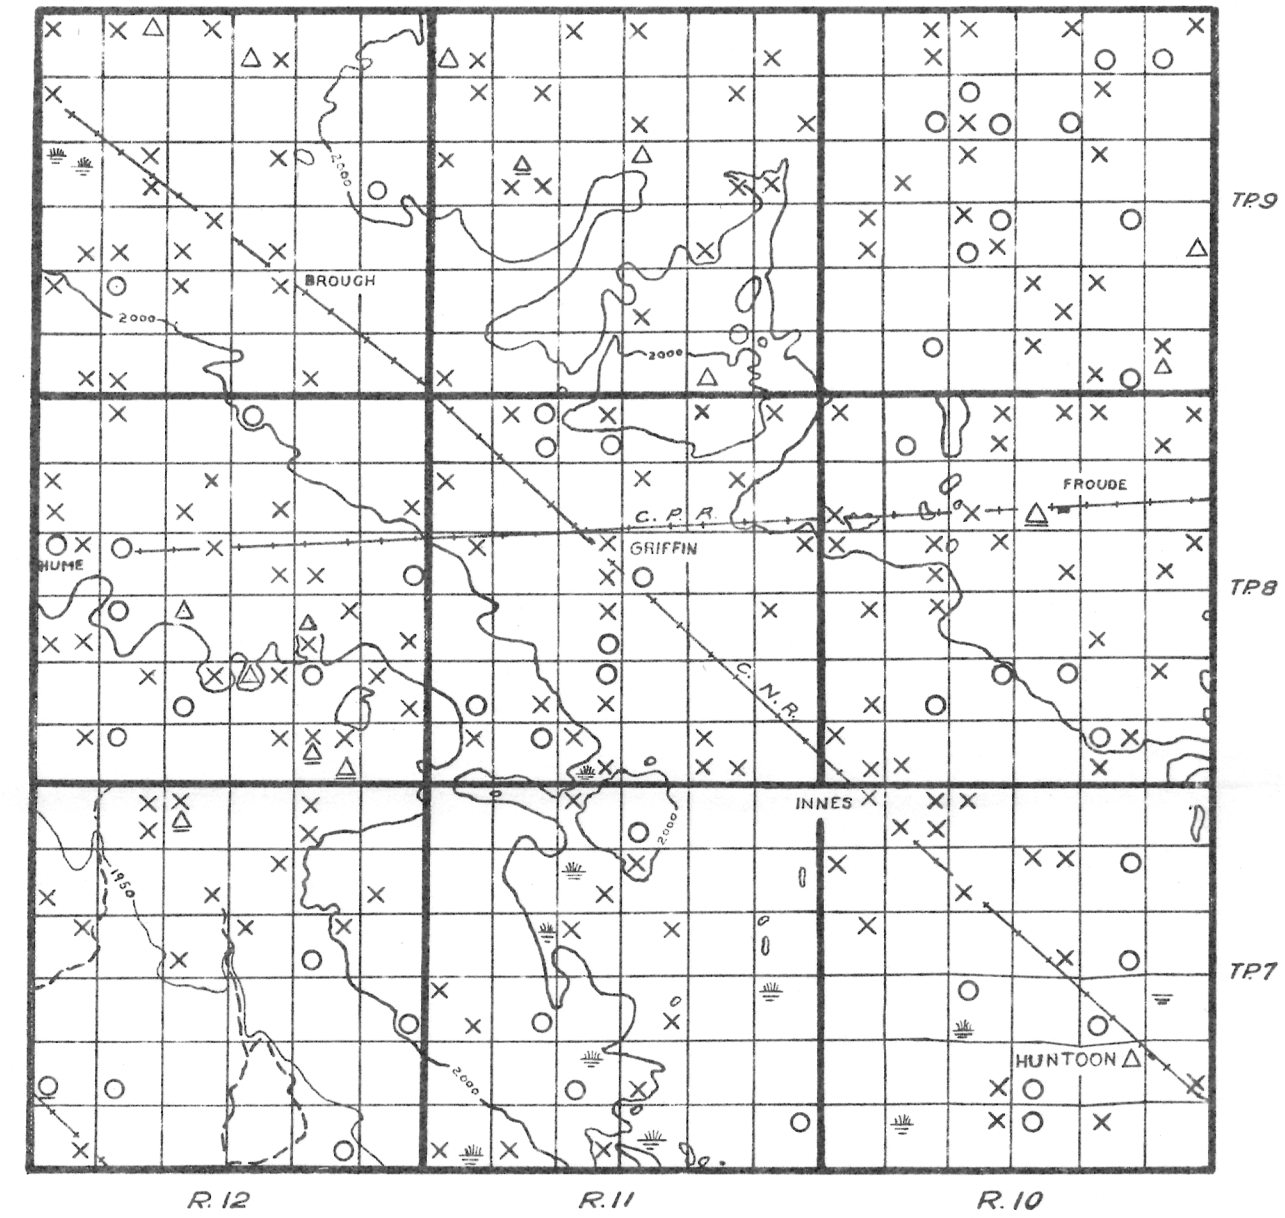 TP.9
2000
BROUGH
2000
2000
FROUDE
C. P. R.
GRIFFIN
HUME
TP.8
C. N. R.
INNES
2000
1950
TP.7
HUNTOON
2000
R.12
R.11
R.10